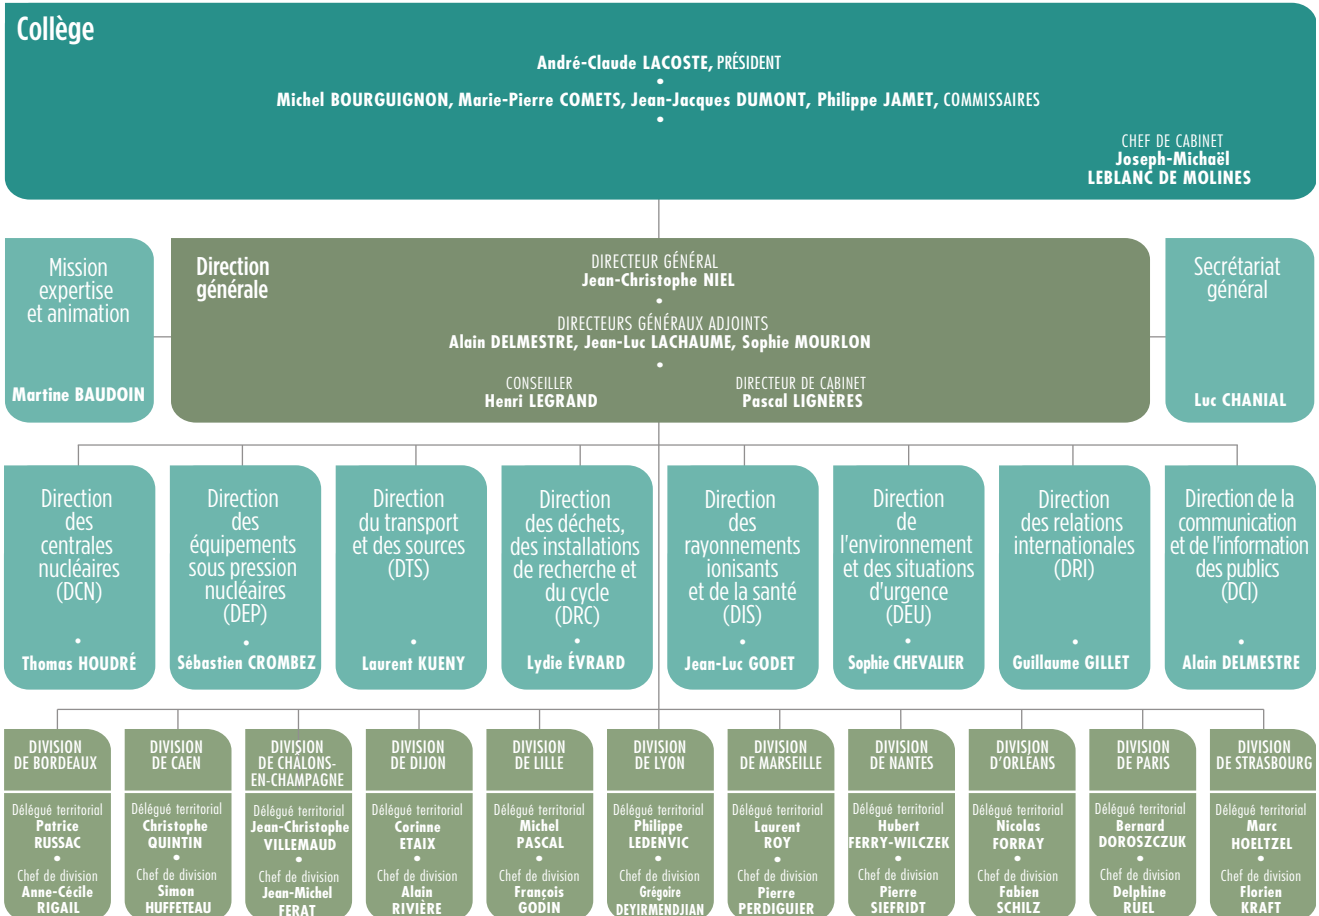 Collège
André-Claude LACOSTE, PRÉSIDENT
Michel BOURGUIGNON, Marie-Pierre COMETS, Jean-Jacques DUMONT, Philippe JAMET, COMMISSAIRES
CHEF DE CABINET
Joseph-Michaël
LEBLANC DE MOLINES
Mission
expertise
et animation
Martine BAUDOIN
Direction
générale
DIRECTEUR GÉNÉRAL
Jean-Christophe NIEL
DIRECTEURS GÉNÉRAUX ADJOINTS
Alain DELMESTRE, Jean-Luc LACHAUME, Sophie MOURLON
CONSEILLER
Henri LEGRAND
DIRECTEUR DE CABINET
Pascal LIGNÈRES
Secrétariat
général
Luc CHANIAL
Direction
des
centrales
nucléaires
(DCN)
Thomas HOUDRÉ
Direction
des
équipements
sous pression
nucléaires
(DEP)
Sébastien CROMBEZ
Direction
du transport
et des sources
(DTS)
Laurent KUENY
Direction
des déchets,
des installations
de recherche et
du cycle
(DRC)
Lydie ÉVRARD
Direction
des
rayonnements
ionisants
et de la santé
(DIS)
Jean-Luc GODET
Direction
de
l'environnement
et des situations
d'urgence
(DEU)
Sophie CHEVALIER
Direction
des relations
internationales
(DRI)
Guillaume GILLET
Direction de la
communication
et de l'information
des publics
(DCI)
Alain DELMESTRE
DIVISION
DE BORDEAUX
Délégué territorial
Patrice
RUSSAC
Chef de division
Anne-Cécile
RIGAIL
DIVISION
DE CAEN
Délégué territorial
Christophe
QUINTIN
Chef de division
Simon
HUFFETEAU
DIVISION
DE CHÂLONS-
EN-CHAMPAGNE
Délégué territorial
Jean-Christophe
VILLEMAUD
Chef de division
Jean-Michel
FERAT
DIVISION
DE DIJON
Délégué territorial
Corinne
ETAIX
Chef de division
Alain
RIVIÈRE
DIVISION
DE LILLE
Délégué territorial
Michel
PASCAL
Chef de division
François
GODIN
DIVISION
DE LYON
Délégué territorial
Philippe
LEDENVIC
Chef de division
Grégoire
DEYIRMENDJIAN
DIVISION
DE MARSEILLE
Délégué territorial
Laurent
ROY
Chef de division
Pierre
PERDIGUIER
DIVISION
DE NANTES
Délégué territorial
Hubert
FERRY-WILCZEK
Chef de division
Pierre
SIEFRIDT
DIVISION
D'ORLÉANS
Délégué territorial
Nicolas
FORRAY
Chef de division
Fabien
SCHILZ
DIVISION
DE PARIS
Délégué territorial
Bernard
DOROSZCZUK
Chef de division
Delphine
RUEL
DIVISION
DE STRASBOURG
Délégué territorial
Marc
HOELTZEL
Chef de division
Florien
KRAFT